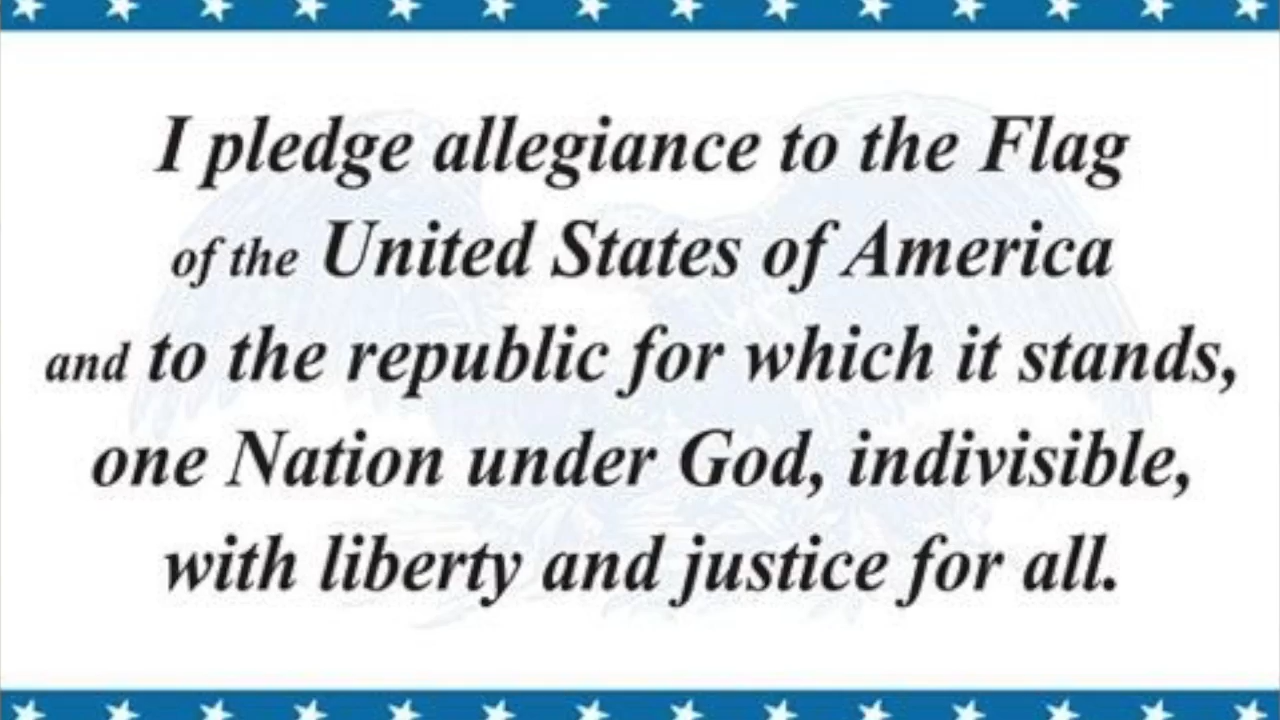 I pledge allegiance to the Flag
of the United States of America
and to the republic for which it stands,
one Nation under God, indivisible,
with liberty and justice for all.